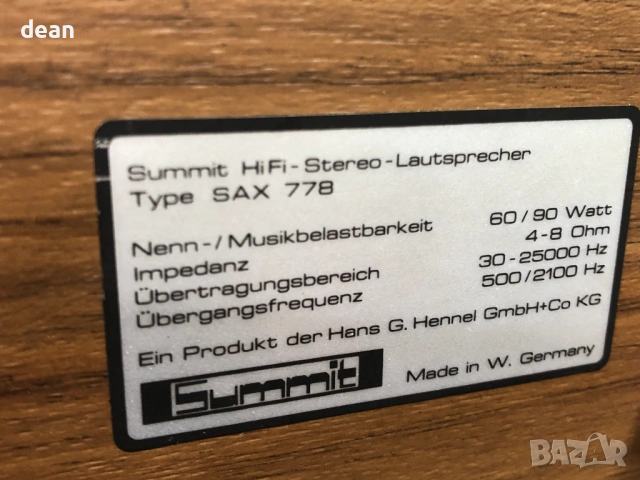 dean
Summit HiFi-Stereo-Lautsprecher
Type SAX 778
Nenn-/Musikbelastbarkeit 60/90 Watt
Impedanz 4-8 Ohm
Übertragungsbereich 30-25000 Hz
Übergangsfrequenz 500/2100 Hz
Ein Produkt der Hans G. Hennel GmbH+Co KG
Summit Made in W. Germany
BAZAR